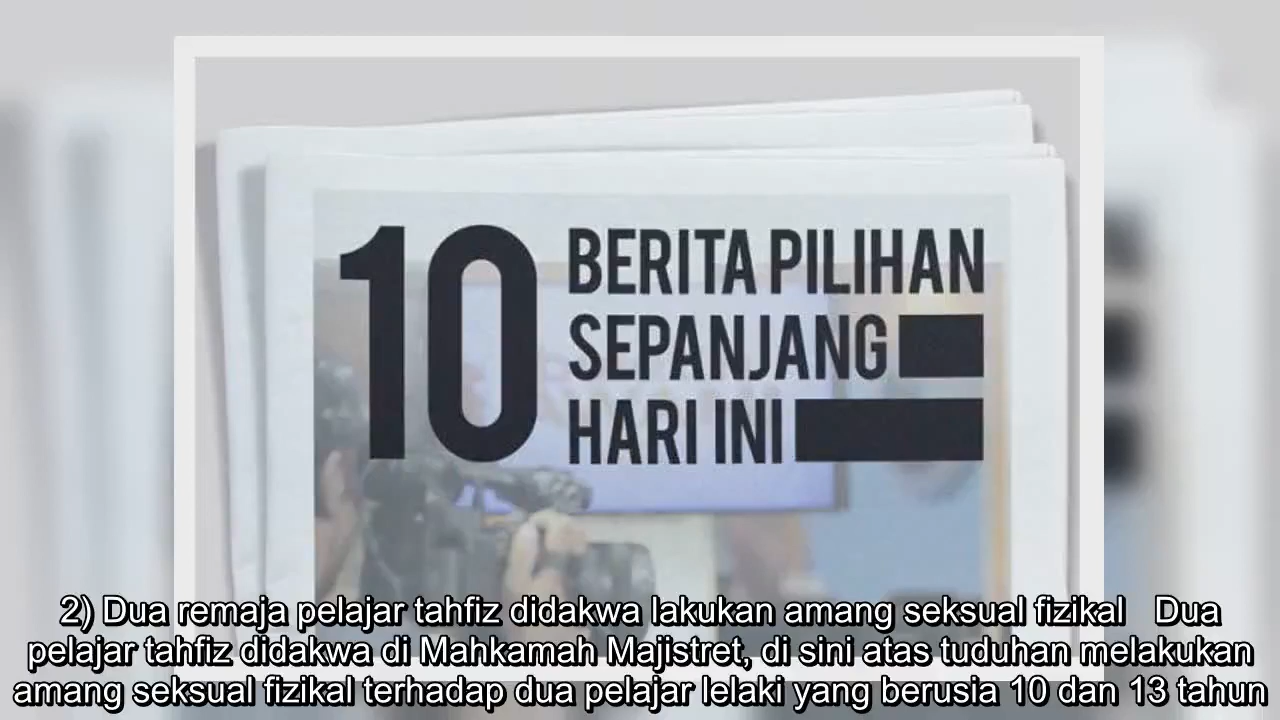 10 BERITA PILIHAN
SEPANJANG
HARI INI
2) Dua remaja pelajar tahfiz didakwa lakukan amang seksual fizikal Dua
pelajar tahfiz didakwa di Mahkamah Majistret, di sini atas tuduhan melakukan
amang seksual fizikal terhadap dua pelajar lelaki yang berusia 10 dan 13 tahun